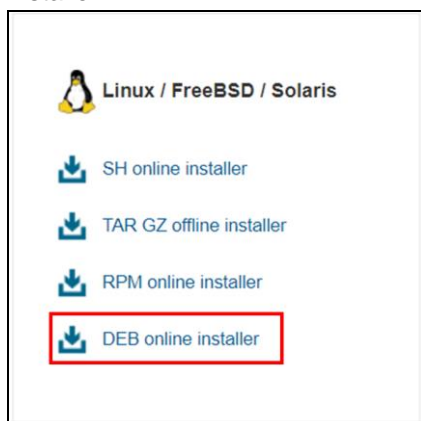 Linux / FreeBSD / Solaris
SH online installer
TAR GZ offline installer
RPM online installer
DEB online installer